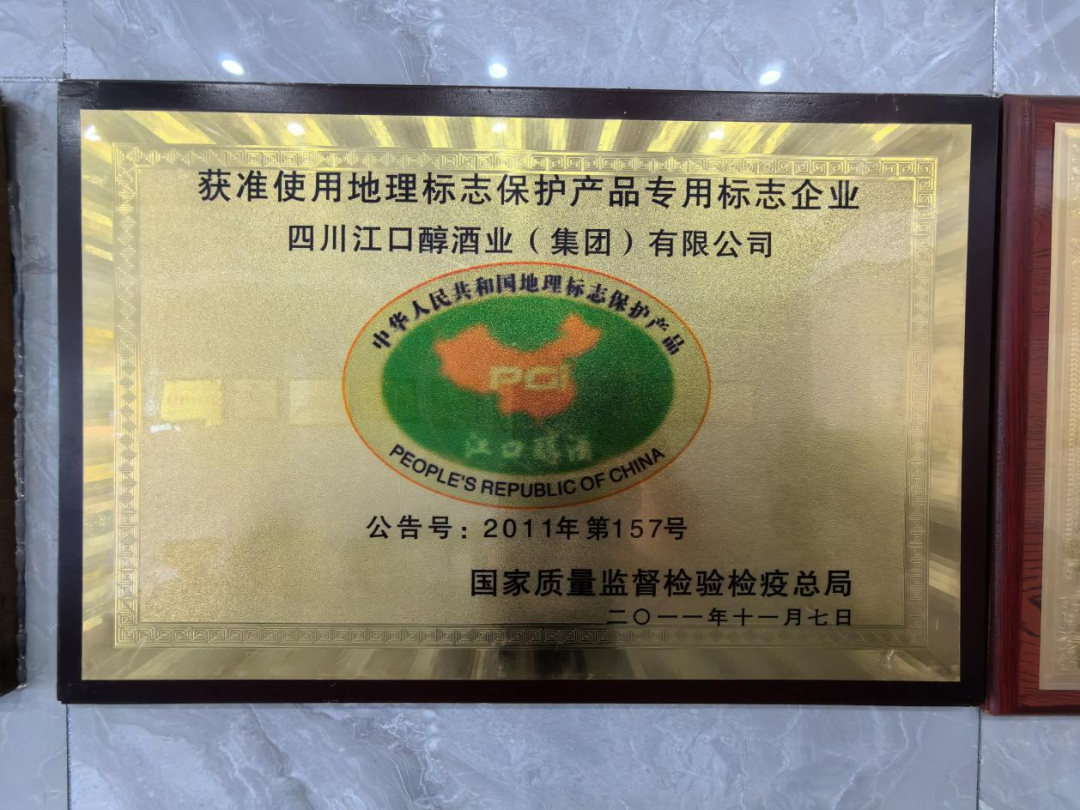 获准使用地理标志保护产品专用标志企业
四川江口醇酒业（集团）有限公司
中华人民共和国地理标志保护产品
PGi
江口醇酒
PEOPLE'S REPUBLIC OF CHINA
公告号：2011年第157号
国家质量监督检验检疫总局
二〇一一年十一月七日